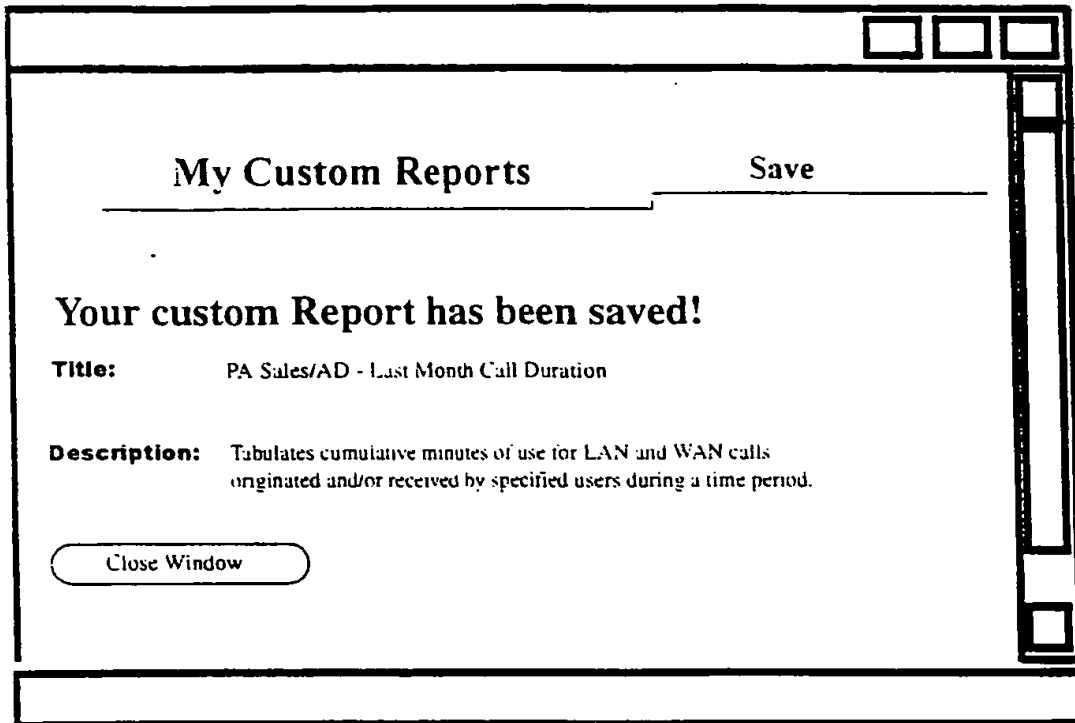 My Custom Reports Save
Your custom Report has been saved!
Title: PA Sales/AD - Last Month Call Duration
Description: Tabulates cumulative minutes of use for LAN and WAN calls
originated and/or received by specified users during a time period.
Close Window